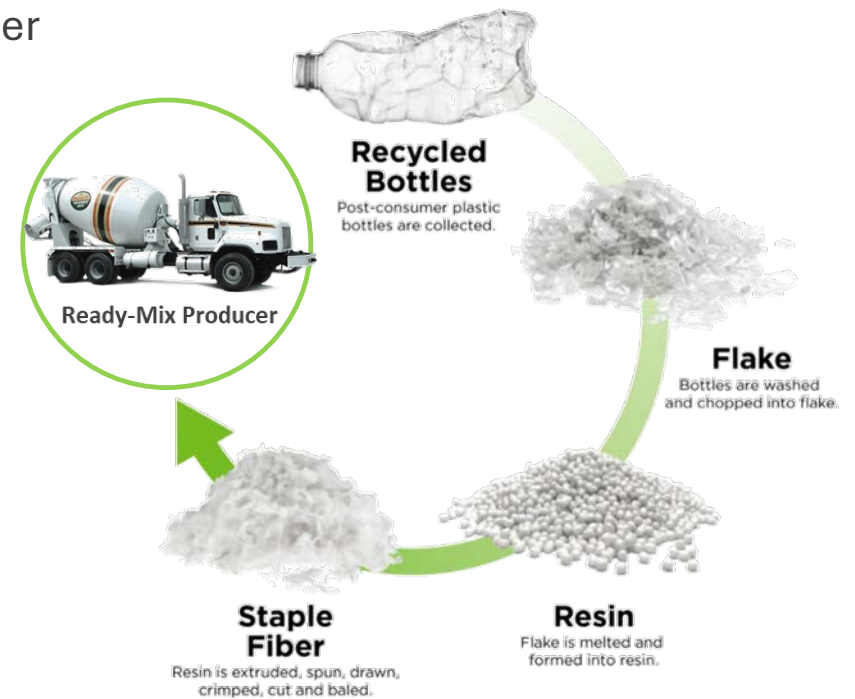 er
Recycled
Bottles
Post-consumer plastic
bottles are collected.
Ready-Mix Producer
Flake
Bottles are washed
and chopped into flake.
Resin
Flake is melted and
formed into resin.
Staple
Fiber
Resin is extruded, spun, drawn,
crimped, cut and baled.